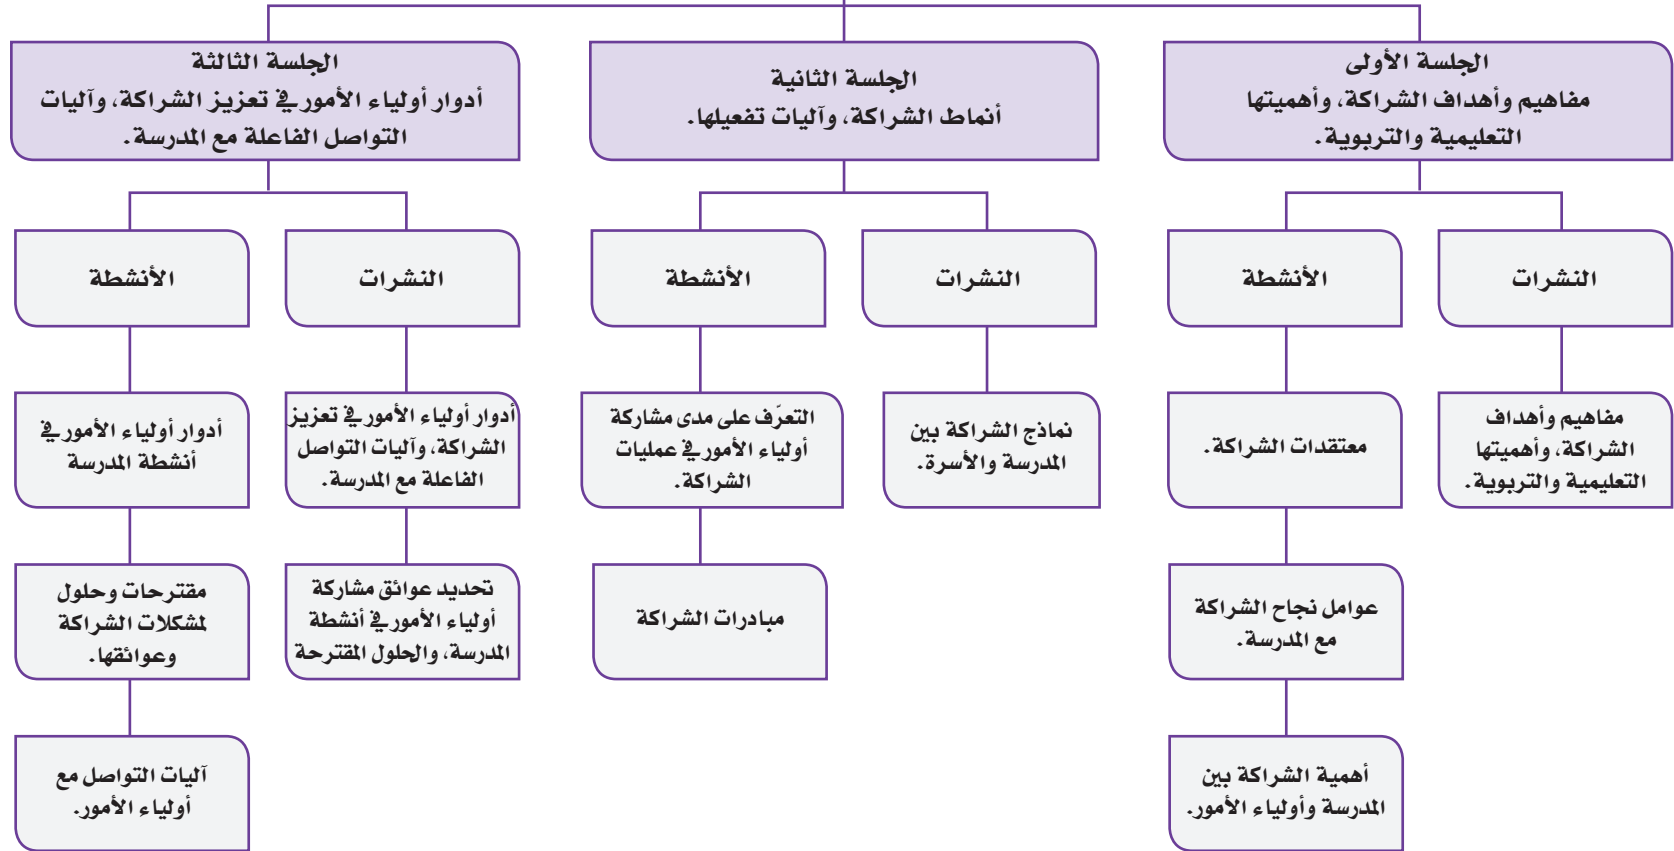 الجلسة الأولى
مفاهيم وأهداف الشراكة، وأهميتها
التعليمية والتربوية.
النشرات
مفاهيم وأهداف
الشراكة، وأهميتها
التعليمية والتربوية.
الأنشطة
معتقدات الشراكة.
عوامل نجاح الشراكة
مع المدرسة.
أهمية الشراكة بين
المدرسة وأولياء الأمور.
الجلسة الثانية
أنماط الشراكة، وآليات تفعيلها.
النشرات
نماذج الشراكة بين
المدرسة والأسرة.
الأنشطة
التعرّف على مدى مشاركة
أولياء الأمور في عمليات
الشراكة.
مبادرات الشراكة
الجلسة الثالثة
أدوار أولياء الأمور في تعزيز الشراكة، وآليات
التواصل الفاعلة مع المدرسة.
النشرات
أدوار أولياء الأمور في تعزيز
الشراكة، وآليات التواصل
الفاعلة مع المدرسة.
تحديد عوائق مشاركة
أولياء الأمور في أنشطة
المدرسة، والحلول المقترحة
الأنشطة
أدوار أولياء الأمور في
أنشطة المدرسة
مقترحات وحلول
لمشكلات الشراكة
وعوائقها.
آليات التواصل مع
أولياء الأمور.